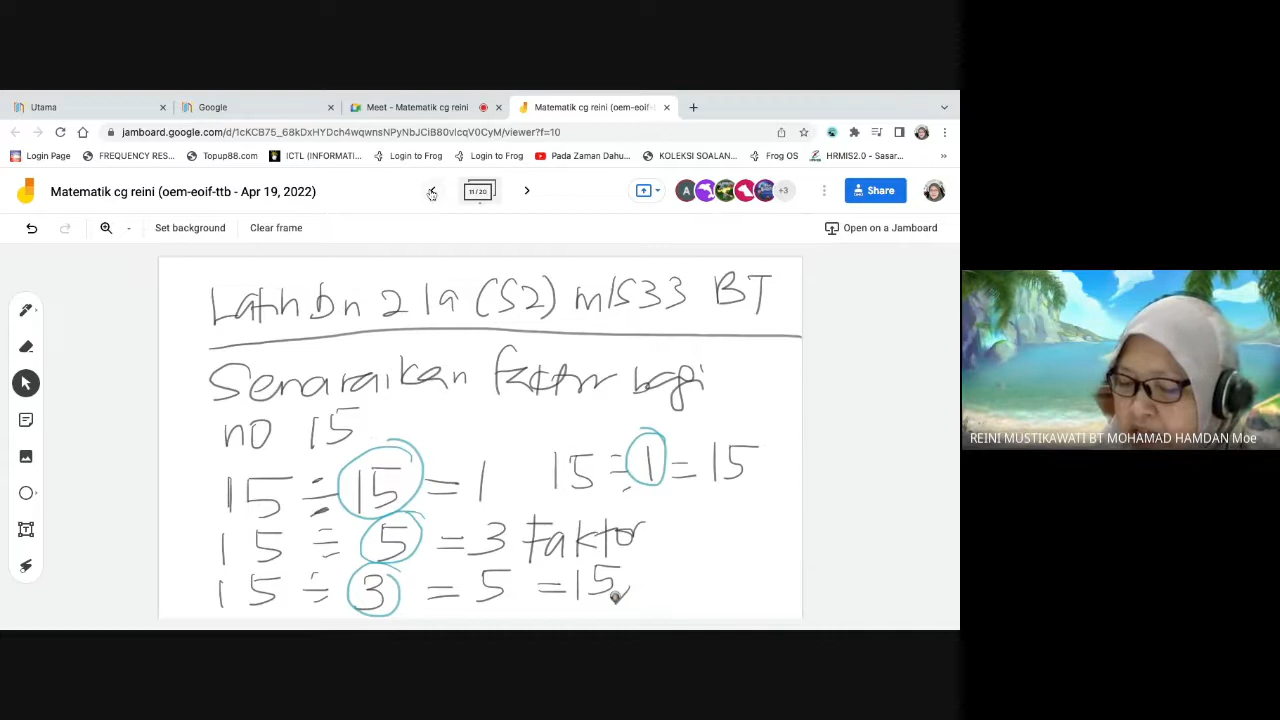 Utama
Google
Meet - Matematik cg reini
Matematik cg reini (oem-eoif-
jamboard.google.com/d/1cKCB75_68kDxHYDch4wqwnsNPyNbJCiB80vlcqV0CyM/viewer?f=10
Login Page
FREQUENCY RES...
Topup88.com
ICTL (INFORMATI...
Login to Frog
Login to Frog
Pada Zaman Dahu...
KOLEKSI SOALAN...
Frog OS
HRMIS2.0 - Sasar...
»
Matematik cg reini (oem-eoif-ttb - Apr 19, 2022)
11 / 20
A
+3
Share
Set background
Clear frame
Open on a Jamboard
Latihbn 2 1a (S2) m/s33 BT
Senaraikan faktor bagi
no 15
15 ÷ 15 = 1 15 ÷ 1 = 15
15 ÷ 5 = 3 Faktor
15 ÷ 3 = 5 = 15,
REINI MUSTIKAWATI BT MOHAMAD HAMDAN Moe